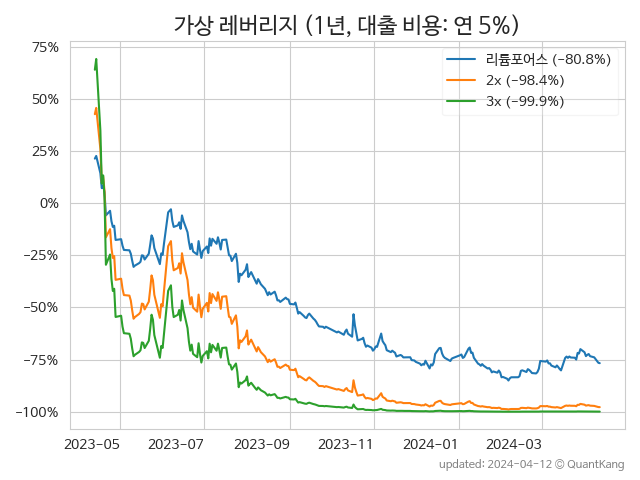 가상 레버리지 (1년, 대출 비용: 연 5%)
75%
50%
25%
0%
−25%
−50%
−75%
−100%
리튬포어스 (−80.8%)
2x (−98.4%)
3x (−99.9%)
2023-05 2023-07 2023-09 2023-11 2024-01 2024-03
updated: 2024-04-12 © QuantKang